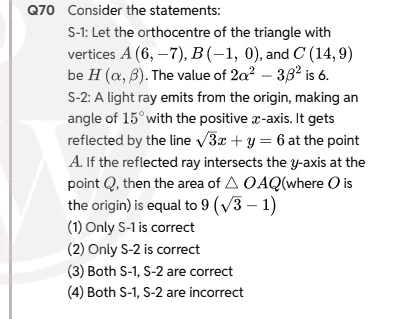 Q70 Consider the statements:
S-1: Let the orthocentre of the triangle with
vertices A (6, −7), B (−1, 0), and C (14, 9)
be H (α, β). The value of 2α² − 3β² is 6.
S-2: A light ray emits from the origin, making an
angle of 15° with the positive x-axis. It gets
reflected by the line √3x + y = 6 at the point
A. If the reflected ray intersects the y-axis at the
point Q, then the area of △ OAQ(where O is
the origin) is equal to 9 (√3 − 1)
(1) Only S-1 is correct
(2) Only S-2 is correct
(3) Both S-1, S-2 are correct
(4) Both S-1, S-2 are incorrect